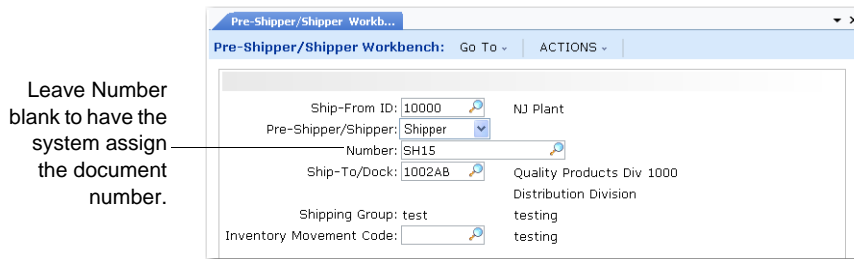 Pre-Shipper/Shipper Workb...
Pre-Shipper/Shipper Workbench: Go To ACTIONS
Leave Number
blank to have the
system assign
the document
number.
Ship-From ID: 10000 NJ Plant
Pre-Shipper/Shipper: Shipper
Number: SH15
Ship-To/Dock: 1002AB Quality Products Div 1000
Distribution Division
Shipping Group: test testing
Inventory Movement Code: testing